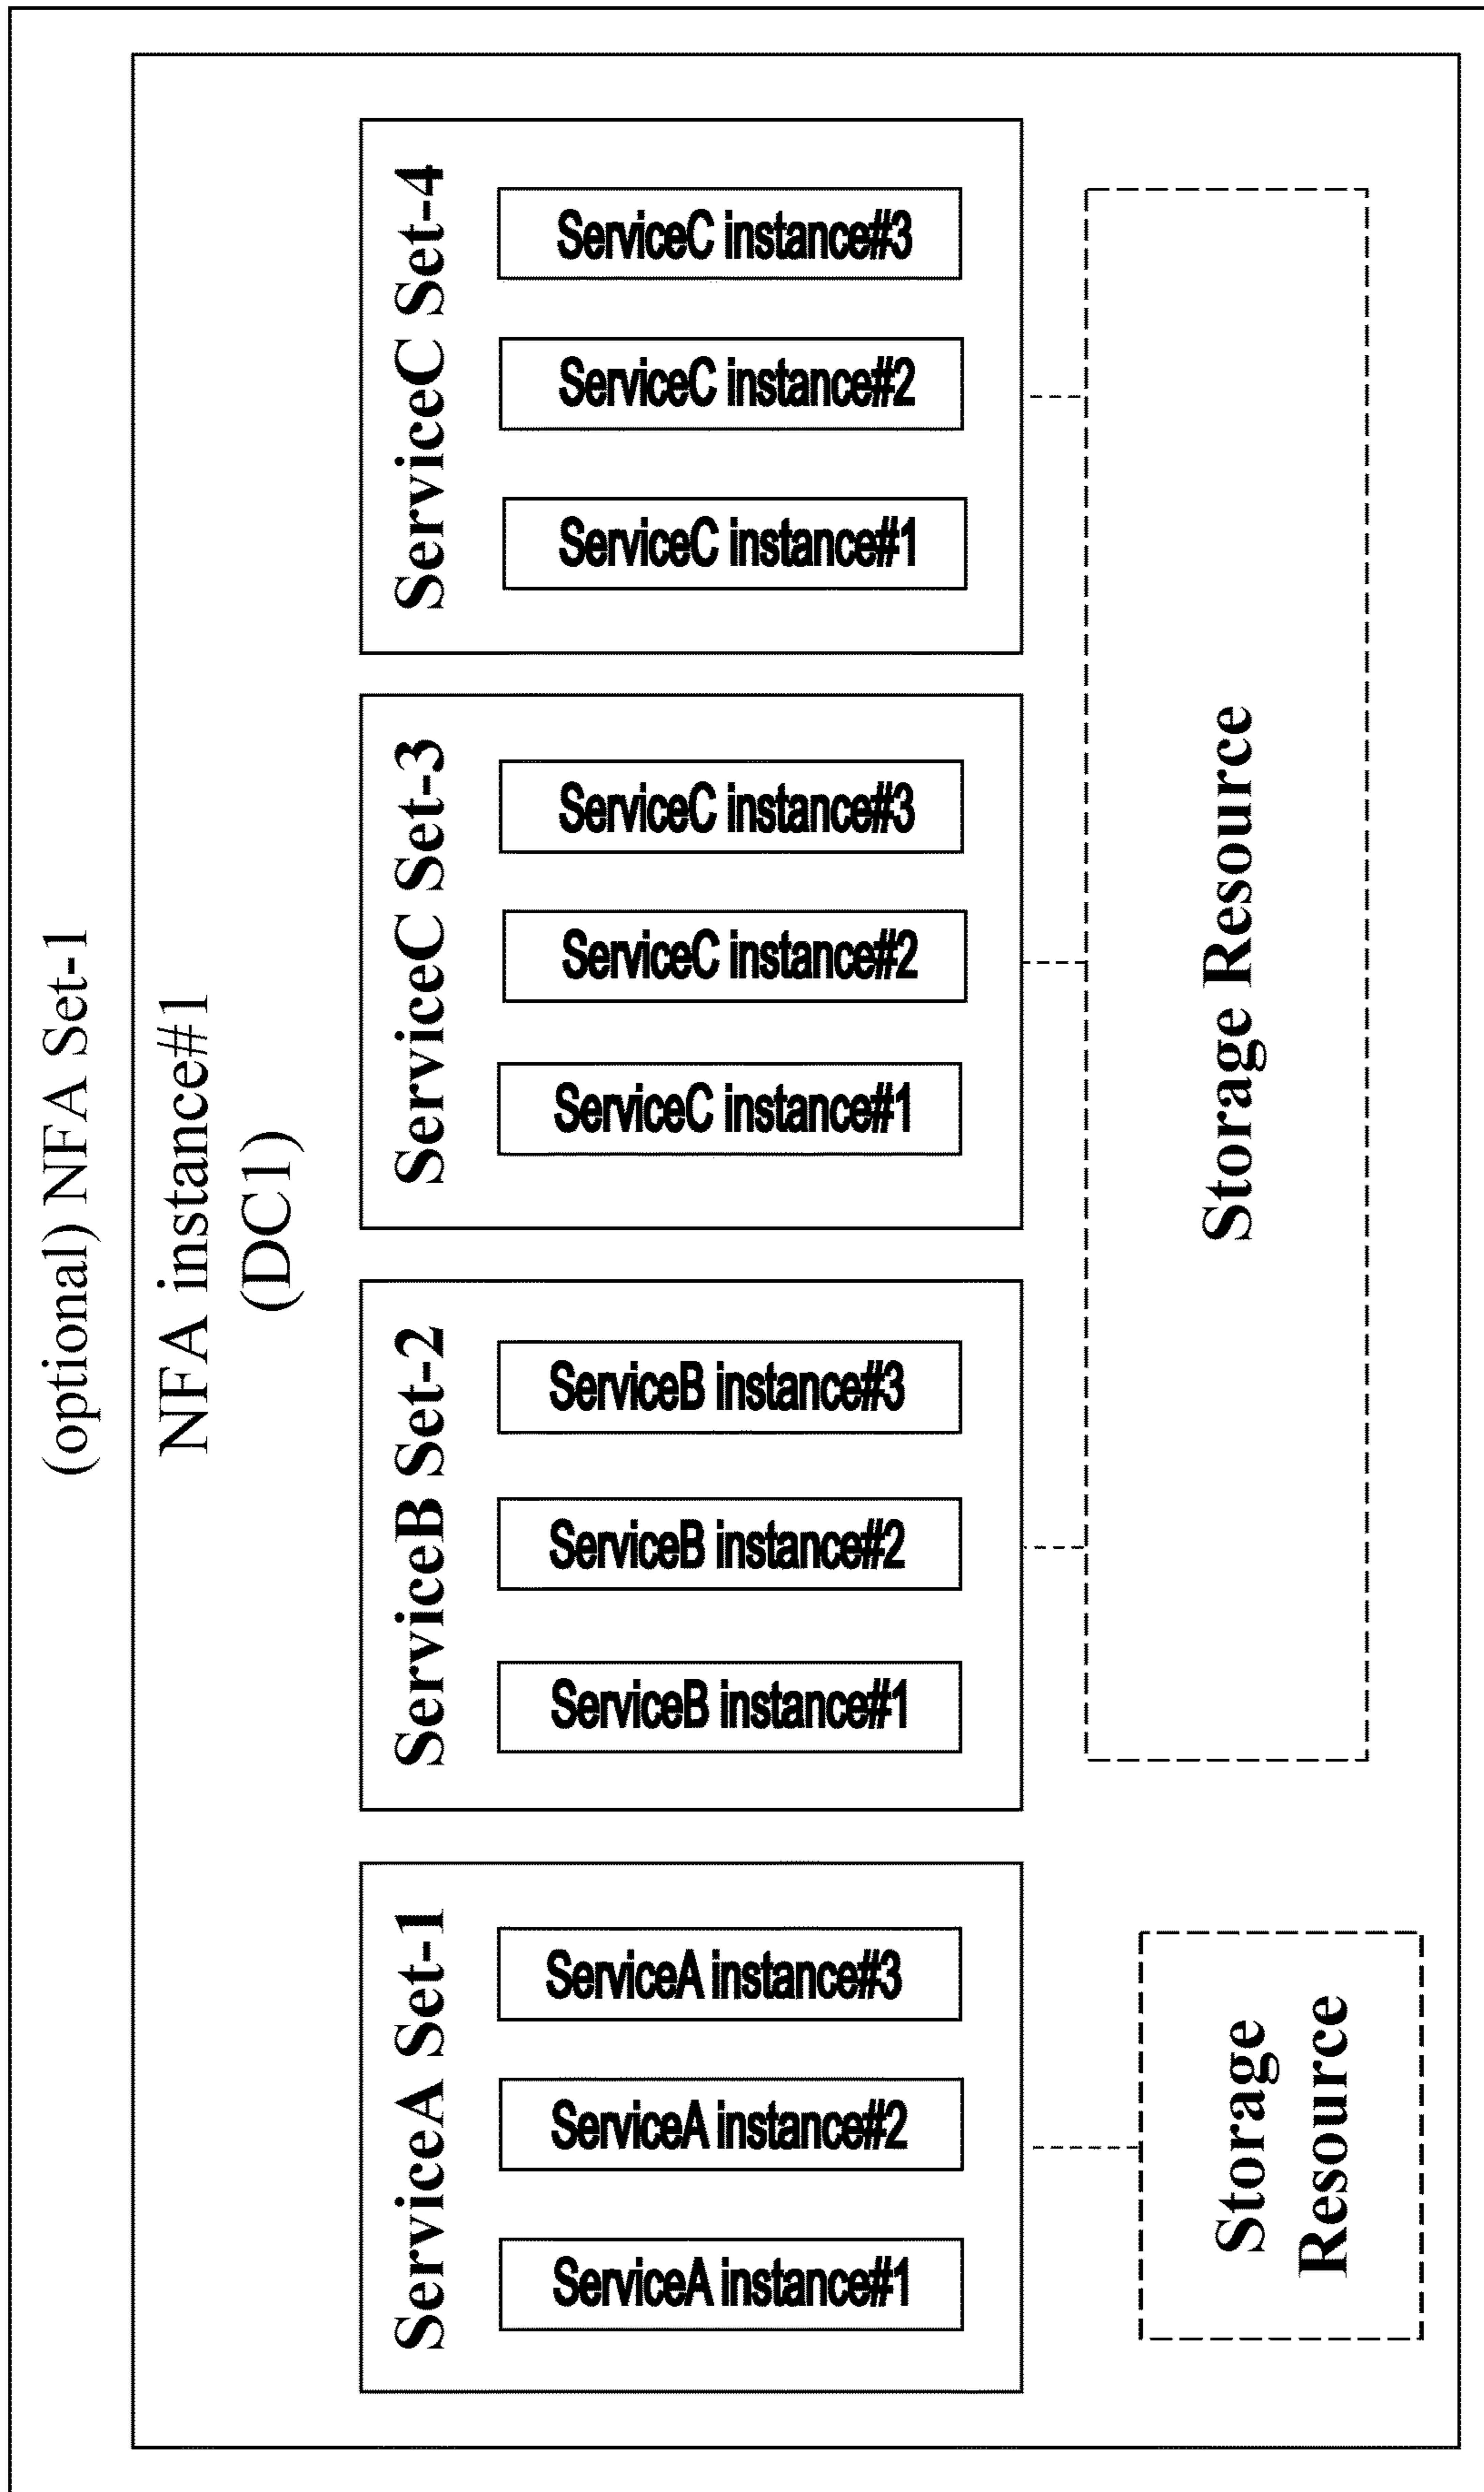 (optional) NFA Set-1
NFA instance#1
(DC1)
ServiceA Set-1
ServiceA instance#1
ServiceA instance#2
ServiceA instance#3
ServiceB Set-2
ServiceB instance#1
ServiceB instance#2
ServiceB instance#3
ServiceC Set-3
ServiceC instance#1
ServiceC instance#2
ServiceC instance#3
ServiceC Set-4
ServiceC instance#1
ServiceC instance#2
ServiceC instance#3
Storage
Resource
Storage Resource